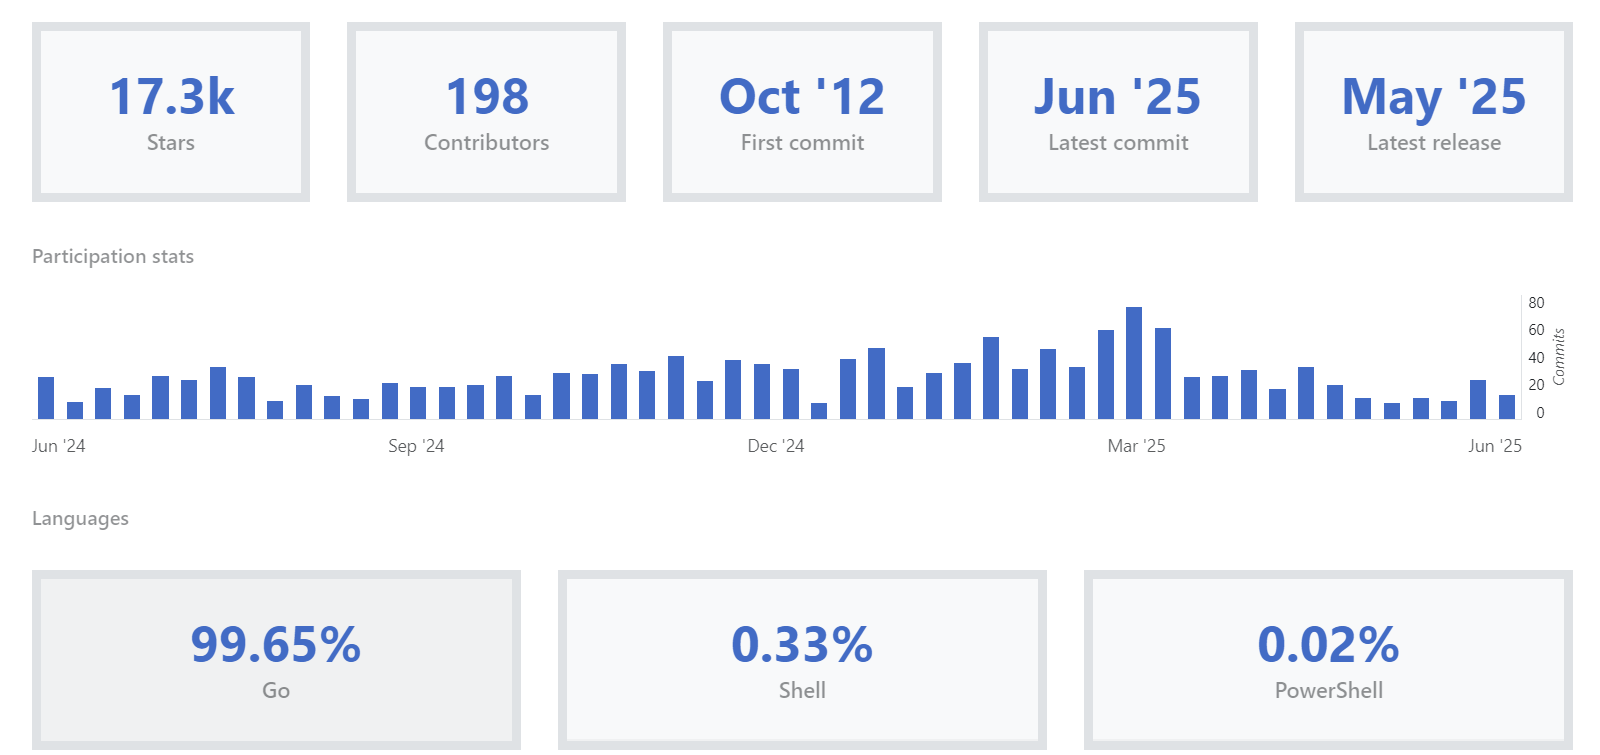 17.3k
Stars
198
Contributors
Oct '12
First commit
Jun '25
Latest commit
May '25
Latest release
Participation stats
80
60
40
20
0
Commits
Jun '24
Sep '24
Dec '24
Mar '25
Jun '25
Languages
99.65%
Go
0.33%
Shell
0.02%
PowerShell